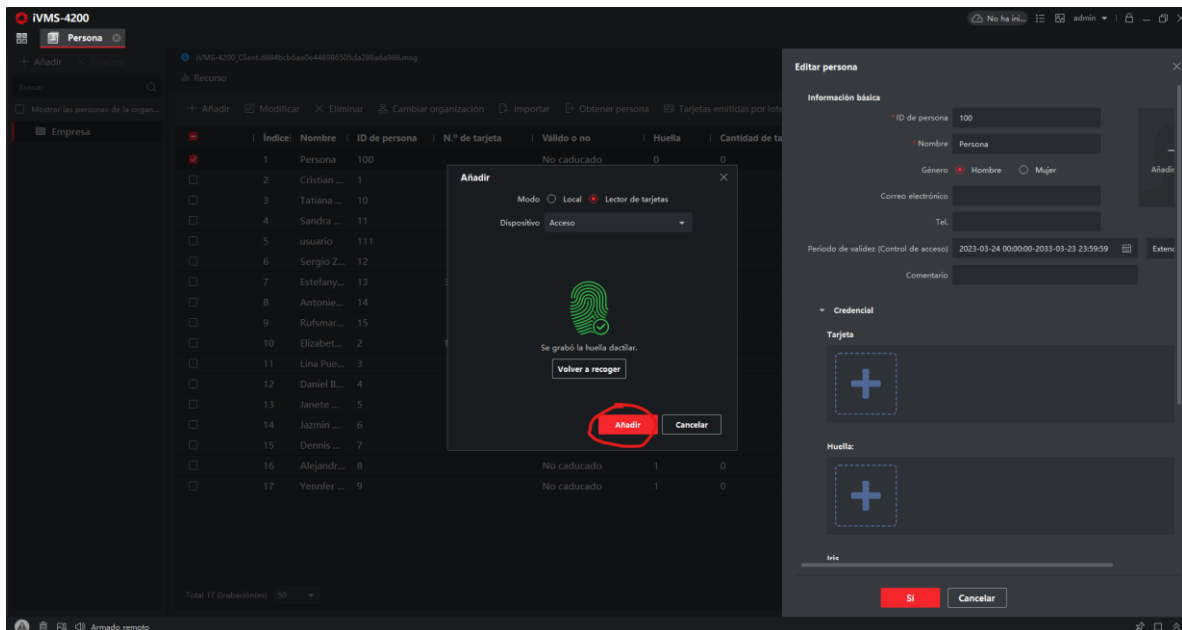 iVMS-4200
No ha ini...
admin
Persona
+ Añadir
× Eliminar
iVMS-4200_Client.d884bcb6ae0e448986505da289a6a988.msg
Recurso
Buscar
Mostrar las personas de la organ...
Empresa
+ Añadir Modificar × Eliminar Cambiar organización Importar Obtener persona Tarjetas emitidas por lote
Índice Nombre ID de persona N.º de tarjeta Válido o no Huella Cantidad de ta
1 Persona 100 No caducado 0 0
2 Cristian ... 1
3 Tatiana ... 10
4 Sandra ... 11
5 usuario 111
6 Sergio Z... 12
7 Estefany... 13
8 Antonie... 14
9 Rufsmar... 15
10 Elizabet... 2
11 Lina Pue... 3
12 Daniel B... 4
13 Janete ... 5
14 Jazmin ... 6
15 Dennis ... 7
16 Alejandr... 8 No caducado 1 0
17 Yennfer ... 9 No caducado 1 0
Total 17 Grabación(es) 50
Añadir
Modo Local Lector de tarjetas
Dispositivo Acceso
Se grabó la huella dactilar.
Volver a recoger
Añadir Cancelar
Editar persona
Información básica
* ID de persona 100
* Nombre Persona
Género Hombre Mujer
Añadir
Correo electrónico
Tel.
Periodo de validez (Control de acceso) 2023-03-24 00:00:00-2033-03-23 23:59:59 Extend
Comentario
Credencial
Tarjeta
Huella:
Iris
Sí Cancelar
Armado remoto